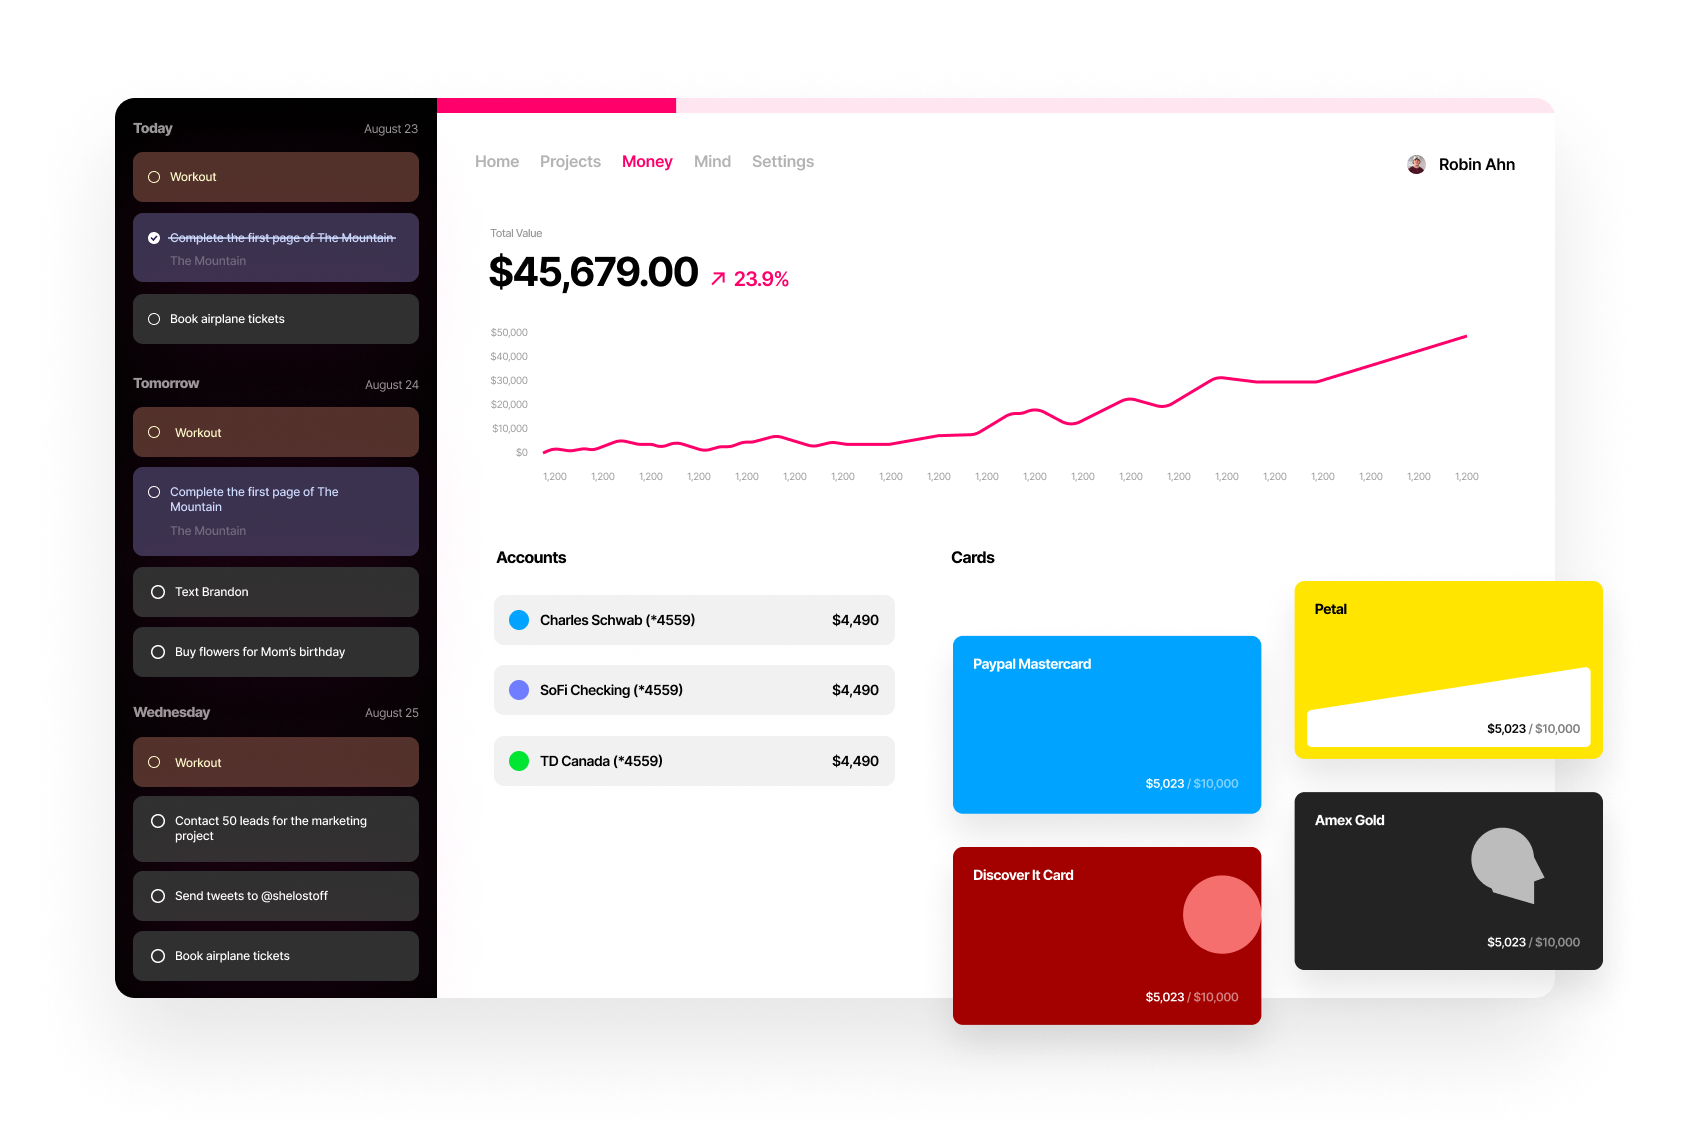 Today
August 23
Workout
Complete the first page of The Mountain
The Mountain
Book airplane tickets
Tomorrow
August 24
Workout
Complete the first page of The
Mountain
The Mountain
Text Brandon
Buy flowers for Mom’s birthday
Wednesday
August 25
Workout
Contact 50 leads for the marketing
project
Send tweets to @shelostoff
Book airplane tickets
Home Projects Money Mind Settings
Robin Ahn
Total Value
$45,679.00 23.9%
$50,000
$40,000
$30,000
$20,000
$10,000
$0
1,200 1,200 1,200 1,200 1,200 1,200 1,200 1,200 1,200 1,200 1,200 1,200 1,200 1,200 1,200 1,200 1,200 1,200 1,200 1,200
Accounts
Charles Schwab (*4559) $4,490
SoFi Checking (*4559) $4,490
TD Canada (*4559) $4,490
Cards
Paypal Mastercard
$5,023 / $10,000
Petal
$5,023 / $10,000
Discover It Card
$5,023 / $10,000
Amex Gold
$5,023 / $10,000